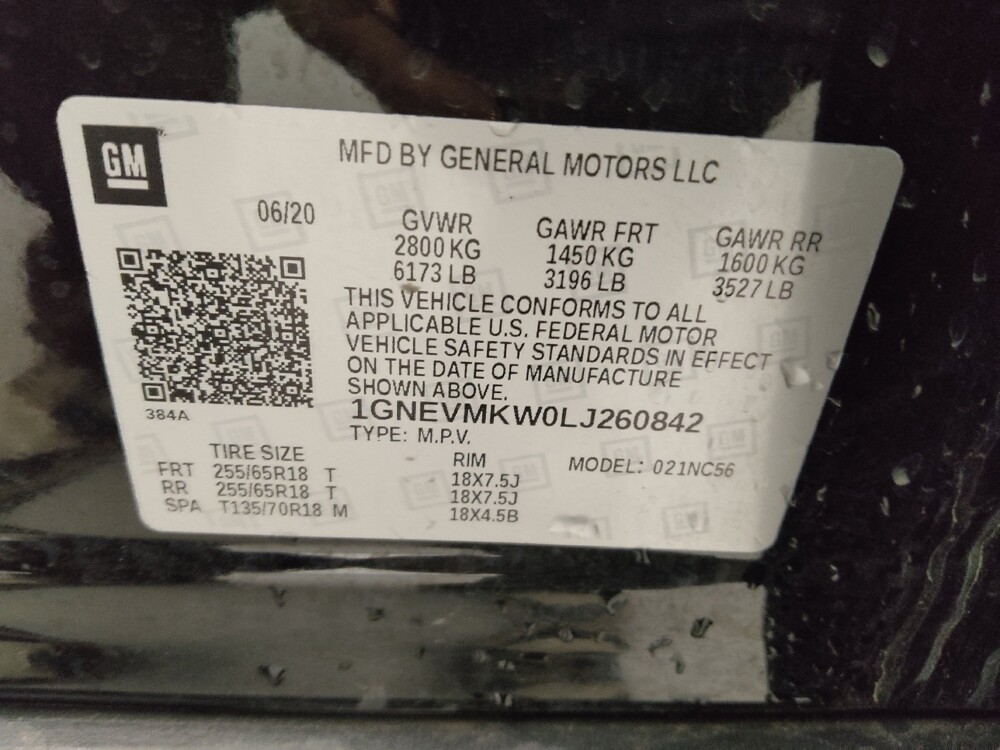 GM
MFD BY GENERAL MOTORS LLC
06/20
GVWR
2800 KG
6173 LB
GAWR FRT
1450 KG
3196 LB
GAWR RR
1600 KG
3527 LB
THIS VEHICLE CONFORMS TO ALL
APPLICABLE U.S. FEDERAL MOTOR
VEHICLE SAFETY STANDARDS IN EFFECT
ON THE DATE OF MANUFACTURE
SHOWN ABOVE.
384A
1GNEVMKW0LJ260842
TYPE: M.P.V.
MODEL: 021NC56
TIRE SIZE RIM
FRT 255/65R18 T 18X7.5J
RR 255/65R18 T 18X7.5J
SPA T135/70R18 M 18X4.5B